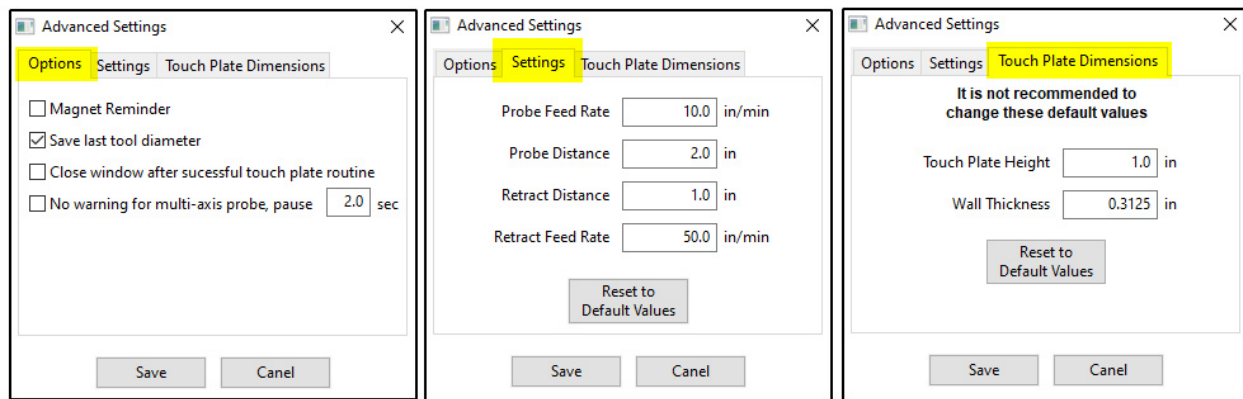 Advanced Settings
Options Settings Touch Plate Dimensions
Magnet Reminder
Save last tool diameter
Close window after sucessful touch plate routine
No warning for multi-axis probe, pause 2.0 sec
Save Canel
Advanced Settings
Options Settings Touch Plate Dimensions
Probe Feed Rate 10.0 in/min
Probe Distance 2.0 in
Retract Distance 1.0 in
Retract Feed Rate 50.0 in/min
Reset to
Default Values
Save Canel
Advanced Settings
Options Settings Touch Plate Dimensions
It is not recommended to
change these default values
Touch Plate Height 1.0 in
Wall Thickness 0.3125 in
Reset to
Default Values
Save Canel